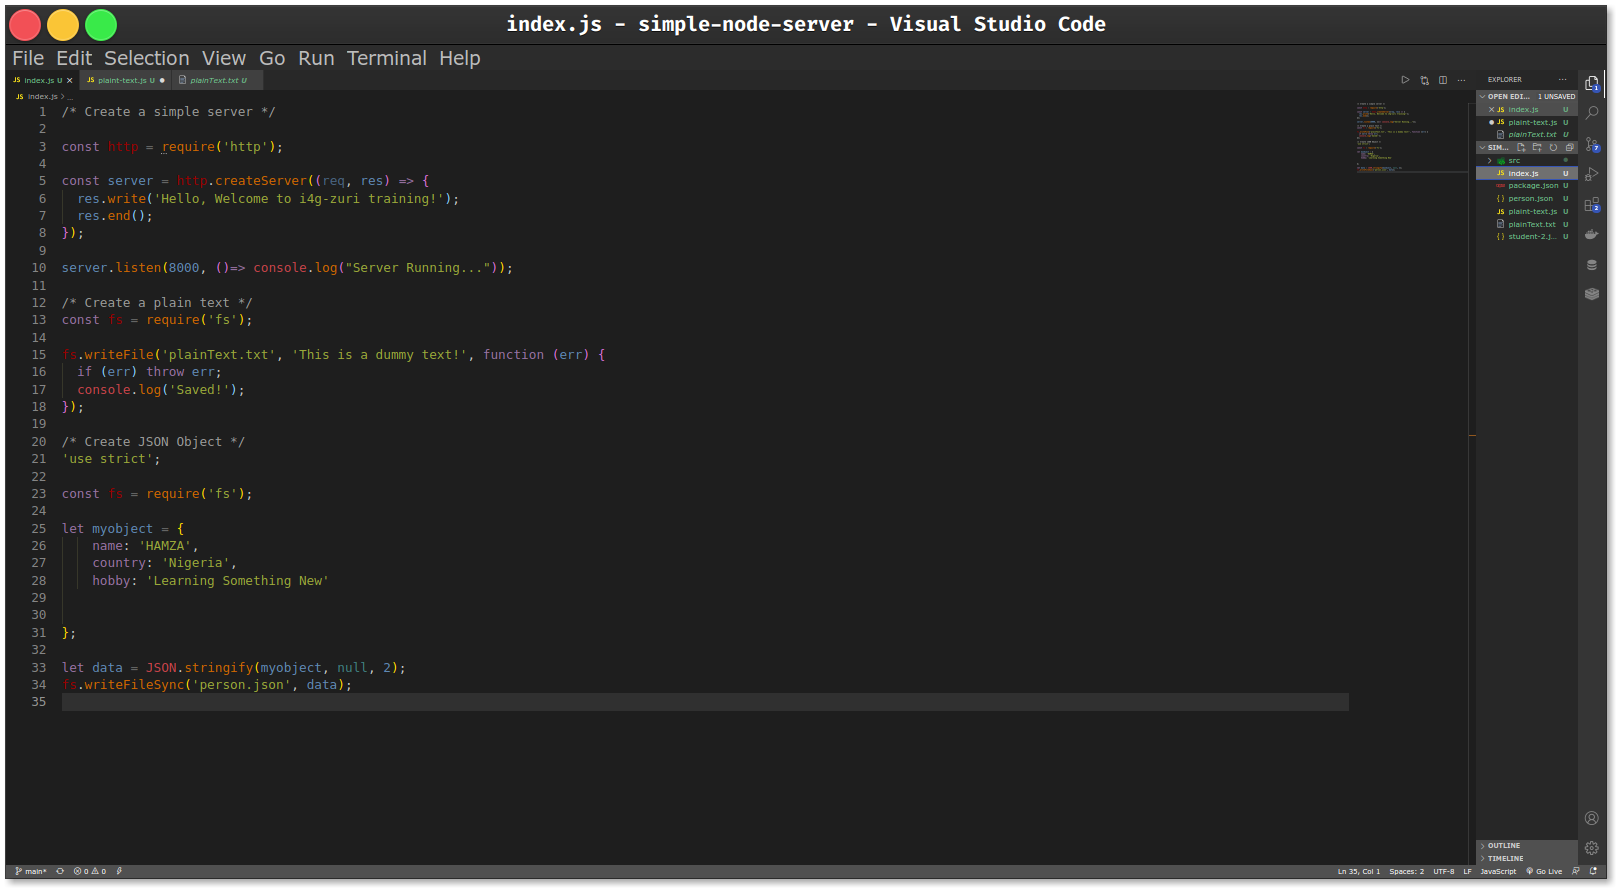 index.js - simple-node-server - Visual Studio Code
File Edit Selection View Go Run Terminal Help
JS index.js U × JS plaint-text.js U ● plainText.txt U
JS index.js > ...
1 /* Create a simple server */
2
3 const http = require('http');
4
5 const server = http.createServer((req, res) => {
6 res.write('Hello, Welcome to i4g-zuri training!');
7 res.end();
8 });
9
10 server.listen(8000, ()=> console.log("Server Running..."));
11
12 /* Create a plain text */
13 const fs = require('fs');
14
15 fs.writeFile('plainText.txt', 'This is a dummy text!', function (err) {
16 if (err) throw err;
17 console.log('Saved!');
18 });
19
20 /* Create JSON Object */
21 'use strict';
22
23 const fs = require('fs');
24
25 let myobject = {
26 name: 'HAMZA',
27 country: 'Nigeria',
28 hobby: 'Learning Something New'
29
30
31 };
32
33 let data = JSON.stringify(myobject, null, 2);
34 fs.writeFileSync('person.json', data);
35
EXPLORER ...
OPEN EDI... 1 UNSAVED
× JS index.js U
● JS plaint-text.js U
plainText.txt U
SIM...
> src
JS index.js U
package.json U
{} person.json U
JS plaint-text.js U
plainText.txt U
{} student-2.j... U
1
7
2
> OUTLINE
> TIMELINE
main* 0 0 Ln 35, Col 1 Spaces: 2 UTF-8 LF JavaScript Go Live